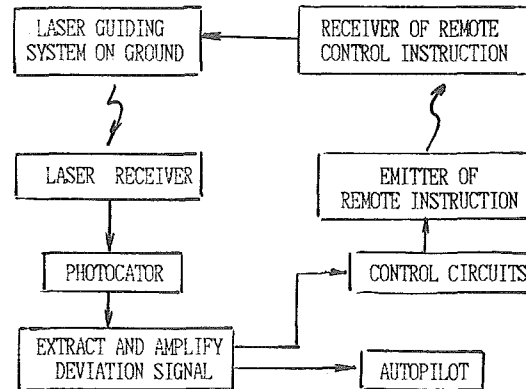 LASER GUIDING
SYSTEM ON GROUND
RECEIVER OF REMOTE
CONTROL INSTRUCTION
LASER RECEIVER
EMITTER OF
REMOTE INSTRUCTION
PHOTOCATOR
CONTROL CIRCUITS
EXTRACT AND AMPLIFY
DEVIATION SIGNAL
AUTOPILOT